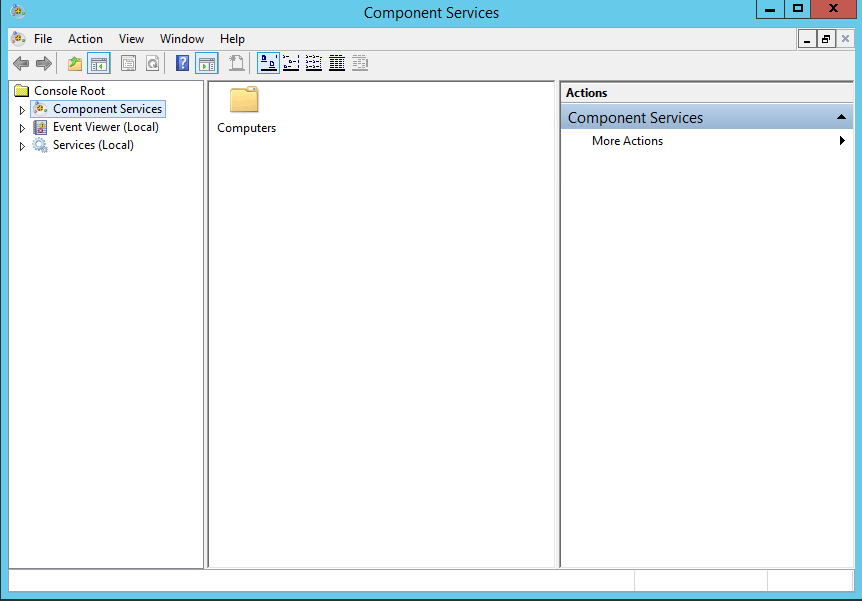 Component Services
File Action View Window Help
Console Root
Component Services
Event Viewer (Local)
Services (Local)
Computers
Actions
Component Services
More Actions